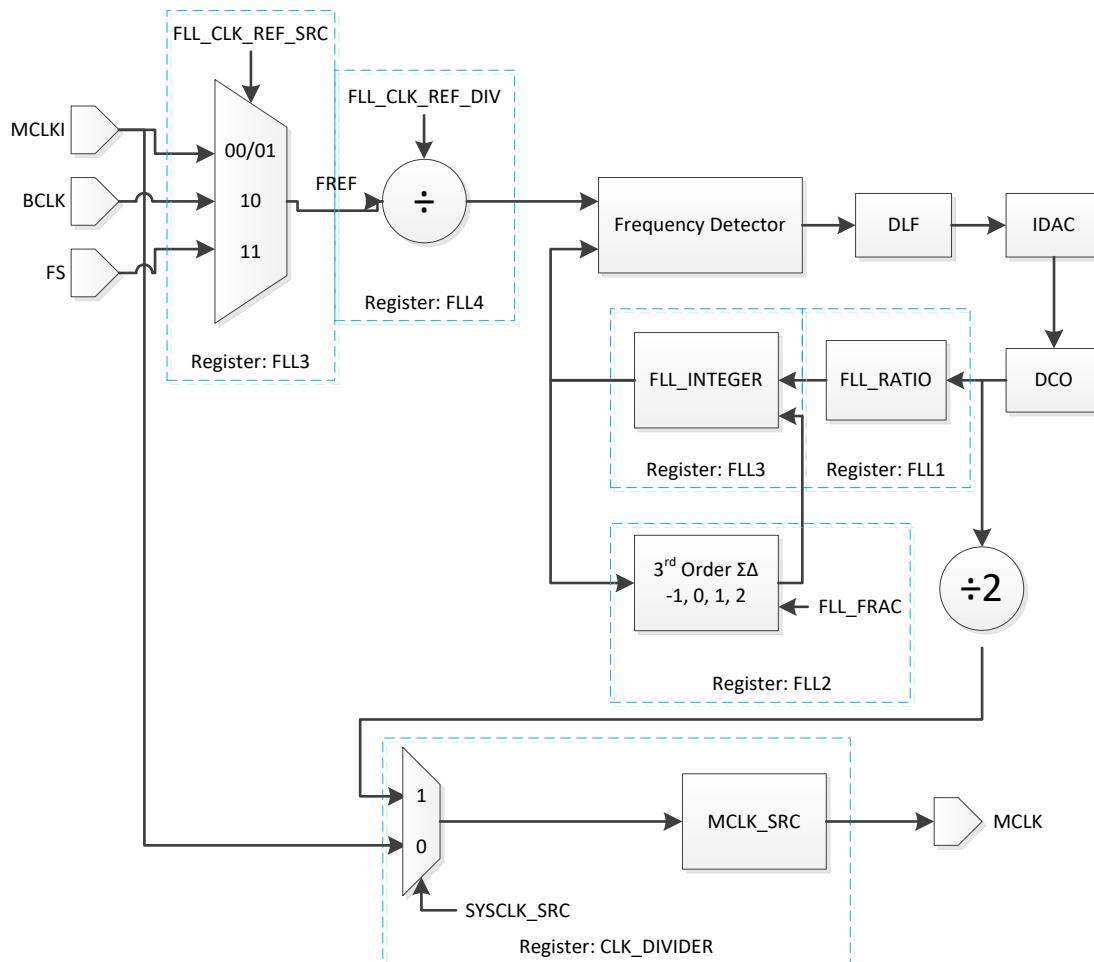 FLL_CLK_REF_SRC
FLL_CLK_REF_DIV
MCLKI
00/01
BCLK
10
FREF
÷
Frequency Detector
DLF
IDAC
FS
11
Register: FLL4
Register: FLL3
FLL_INTEGER
FLL_RATIO
DCO
Register: FLL3
Register: FLL1
3rd Order ΣΔ
-1, 0, 1, 2
÷2
FLL_FRAC
Register: FLL2
1
MCLK_SRC
MCLK
0
SYSCLK_SRC
Register: CLK_DIVIDER